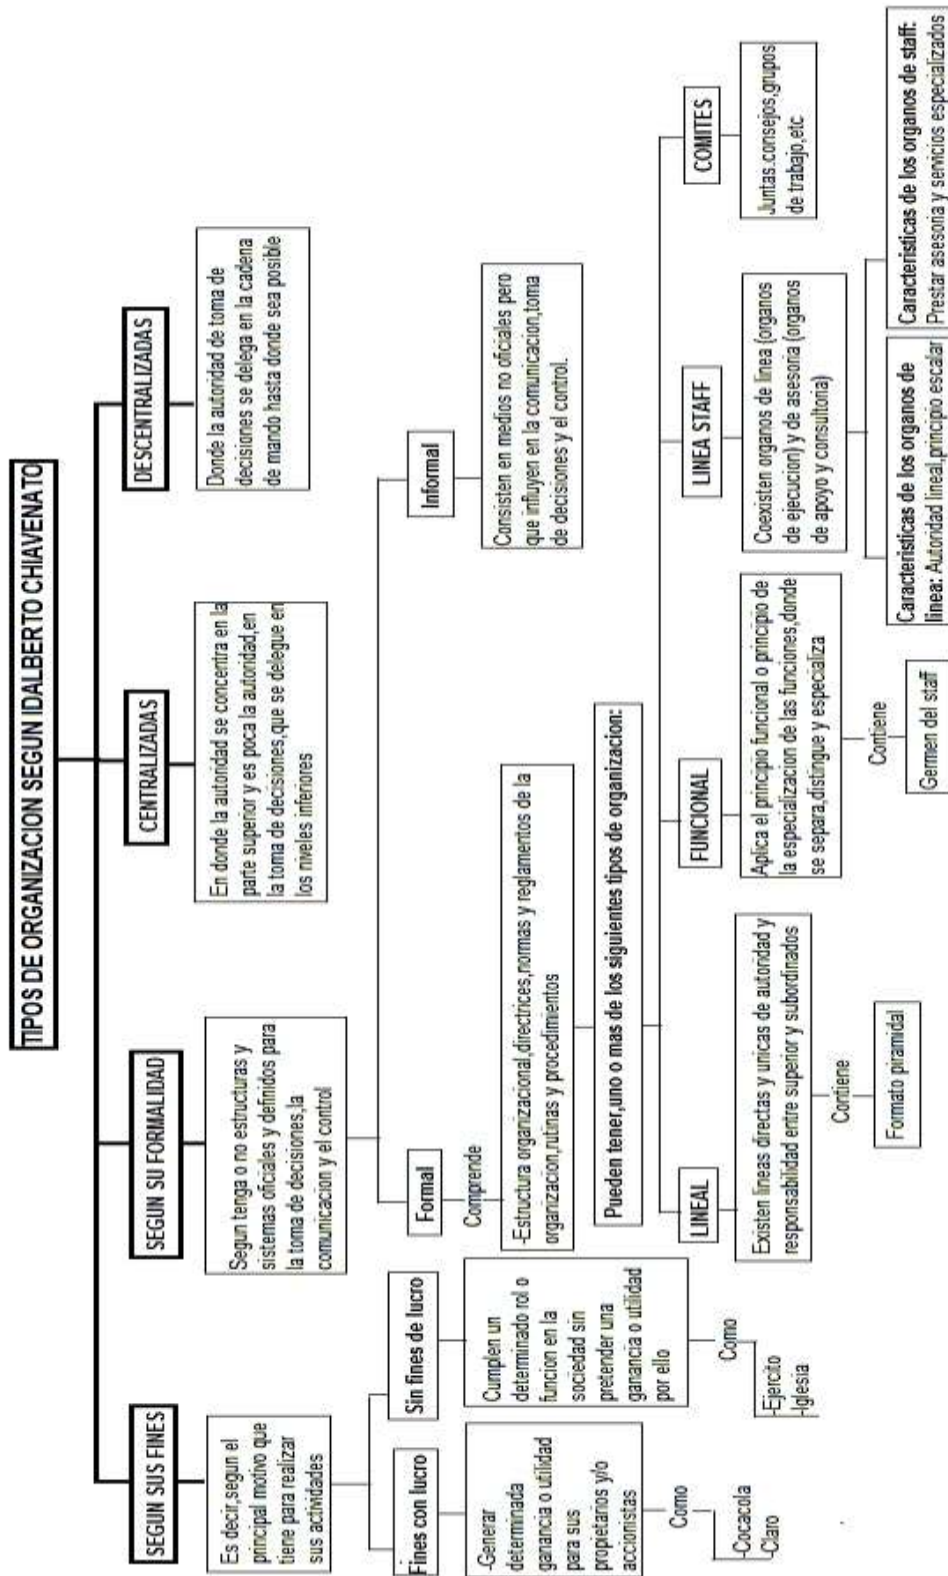 TIPOS DE ORGANIZACION SEGUN IDALBERTO CHIAVENATO
SEGUN SUS FINES
Es decir,segun el
principal motivo que
tiene para realizar
sus actividades
Fines con lucro
-Generar
determinada
ganancia o utilidad
para sus
propietarios y/o
accionistas
Como
-Cocacola
-Claro
Sin fines de lucro
Cumplen un
determinado rol o
funcion en la
sociedad sin
pretender una
ganancia o utilidad
por ello
Como
-Ejercito
-Iglesia
SEGUN SU FORMALIDAD
Segun tenga o no estructuras y
sistemas oficiales y definidos para
la toma de decisiones,la
comunicacion y el control
Formal
Comprende
-Estructura organizacional,directrices,normas y reglamentos de la
organizacion,rutinas y procedimientos
Pueden tener,uno o mas de los siguientes tipos de organizacion:
LINEAL
Existen lineas directas y unicas de autoridad y
responsabilidad entre superior y subordinados
Contiene
Formato piramidal
FUNCIONAL
Aplica el principio funcional o principio de
la especializacion de las funciones,donde
se separa,distingue y especializa
Contiene
Germen del staff
LINEA STAFF
Coexisten organos de linea (organos
de ejecucion) y de asesoria (organos
de apoyo y consultoria)
Caracteristicas de los organos de
linea: Autoridad lineal,principio escalar
Caracteristicas de los organos de staff:
Prestar asesoria y servicios especializados
COMITES
Juntas.consejos,grupos
de trabajo,etc
Informal
Consisten en medios no oficiales pero
que influyen en la comunicacion,toma
de decisiones y el control.
CENTRALIZADAS
En donde la autoridad se concentra en la
parte superior y es poca la autoridad,en
la toma de decisiones,que se delegue en
los niveles inferiores
DESCENTRALIZADAS
Donde la autoridad de toma de
decisiones se delega en la cadena
de mando hasta donde sea posible